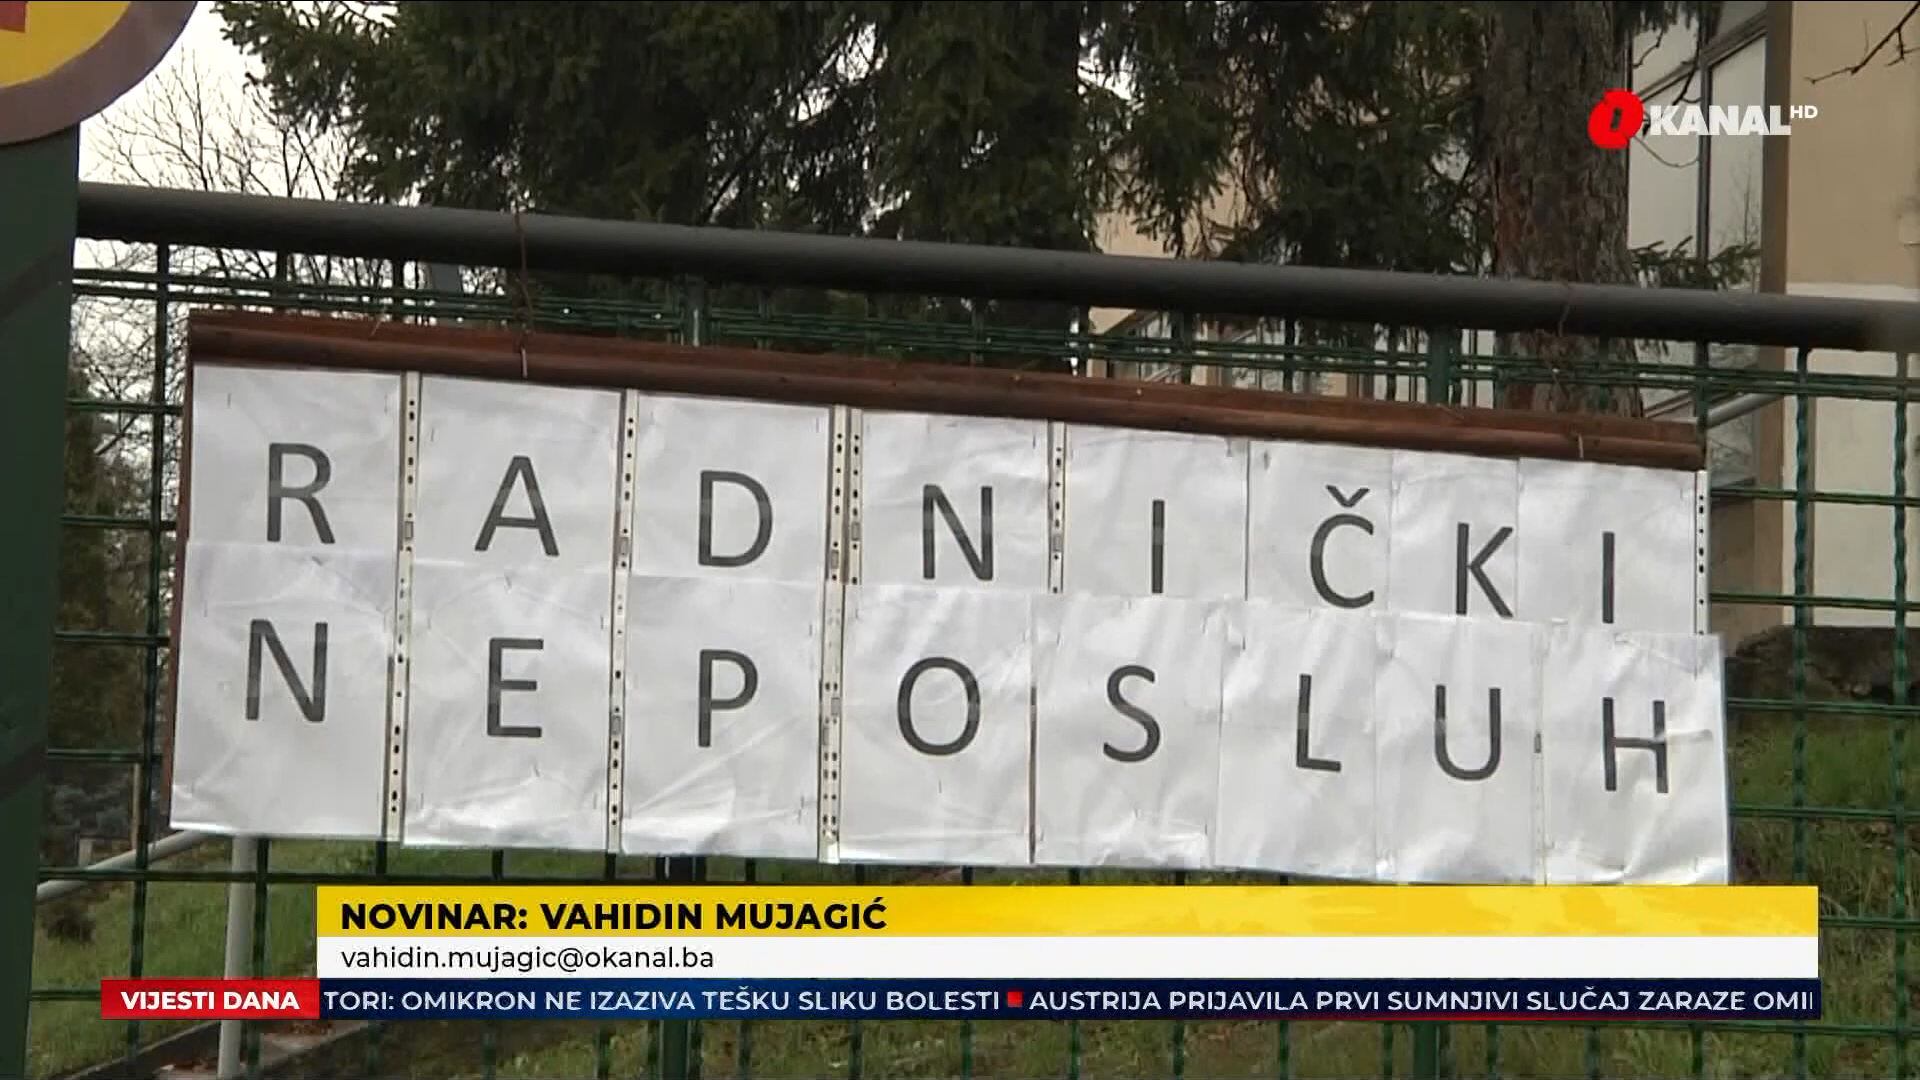 OKANAL HD
RADNIČKI
NEPOSLUH
NOVINAR: VAHIDIN MUJAGIĆ
vahidin.mujagic@okanal.ba
VIJESTI DANA
TORI: OMIKRON NE IZAZIVA TEŠKU SLIKU BOLESTI ■ AUSTRIJA PRIJAVILA PRVI SUMNJIVI SLUČAJ ZARAZE OMI